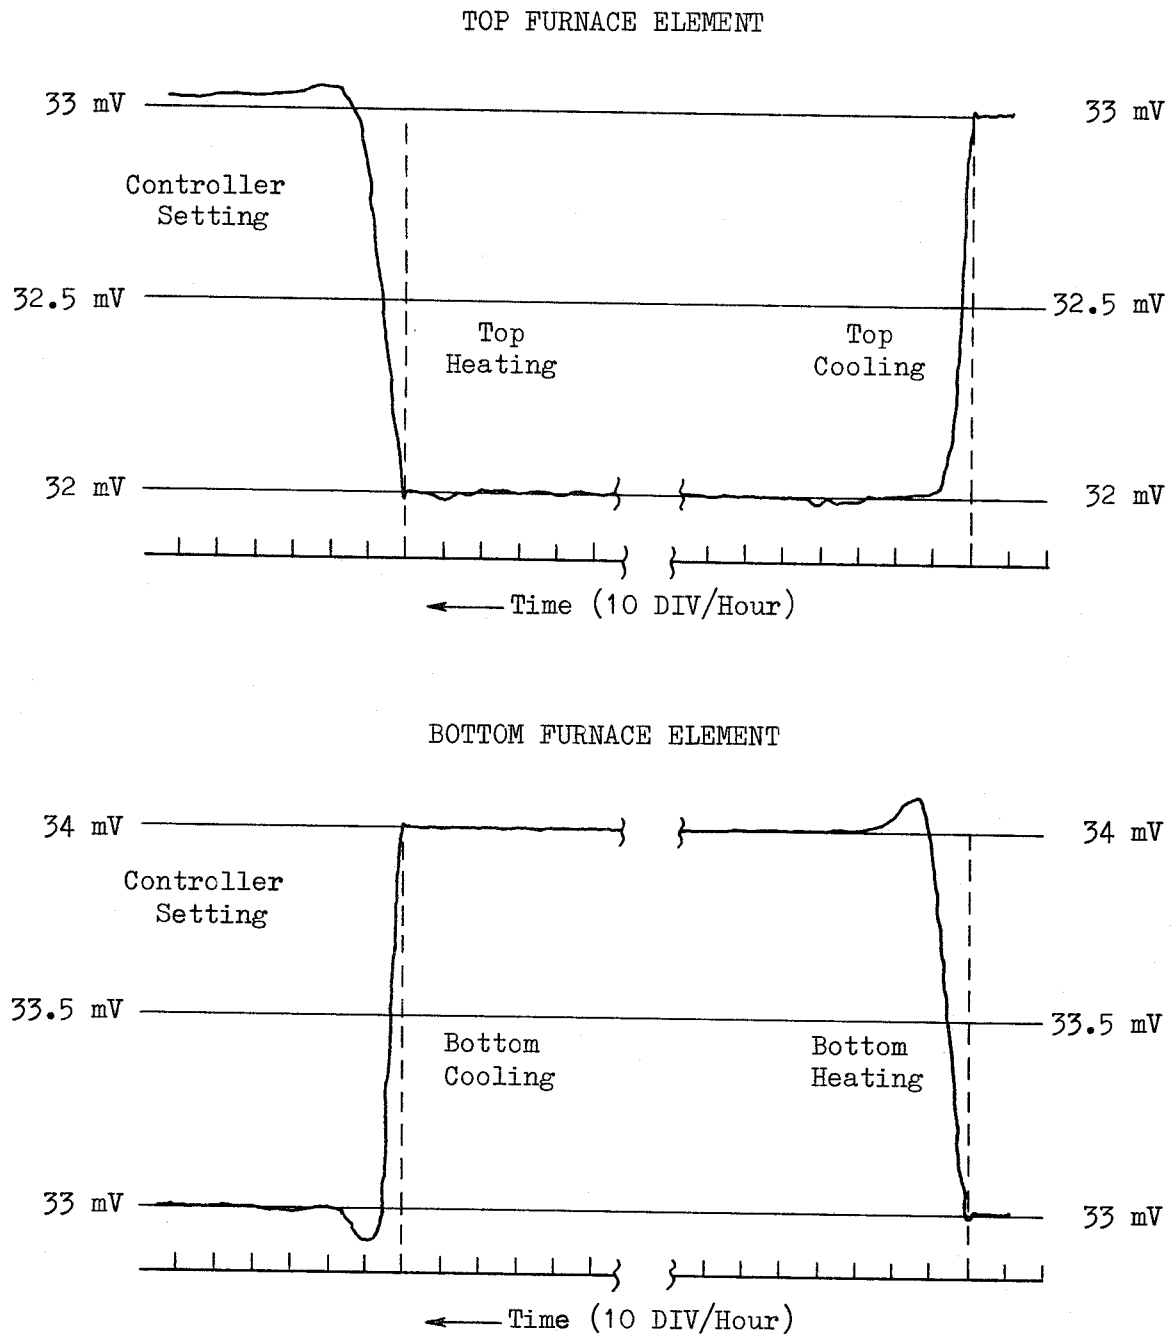 TOP FURNACE ELEMENT
33 mV
33 mV
Controller
Setting
32.5 mV
32.5 mV
Top
Heating
Top
Cooling
32 mV
32 mV
Time (10 DIV/Hour)
BOTTOM FURNACE ELEMENT
34 mV
34 mV
Controller
Setting
33.5 mV
33.5 mV
Bottom
Cooling
Bottom
Heating
33 mV
33 mV
Time (10 DIV/Hour)